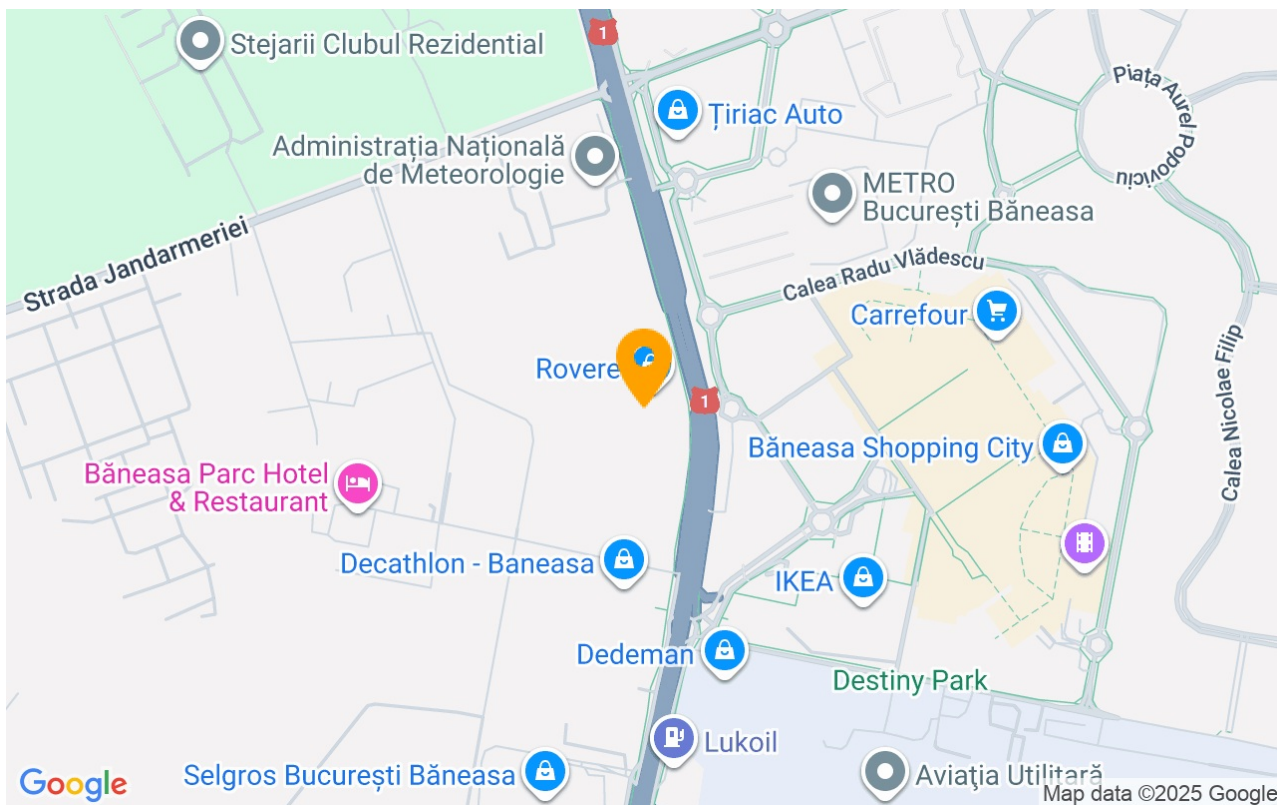 1
Stejarii Clubul Rezidential
Piața Aurel Popoviciu
Țiriac Auto
Administrația Națională
de Meteorologie
METRO
București Băneasa
Strada Jandarmeriei
Calea Radu Vlădescu
Carrefour
Calea Nicolae Filip
Rovere
1
Băneasa Shopping City
Băneasa Parc Hotel
& Restaurant
Decathlon - Baneasa
IKEA
Dedeman
Destiny Park
Lukoil
Selgros București Băneasa
Aviaţia Utilitară
Google
Map data ©2025 Google